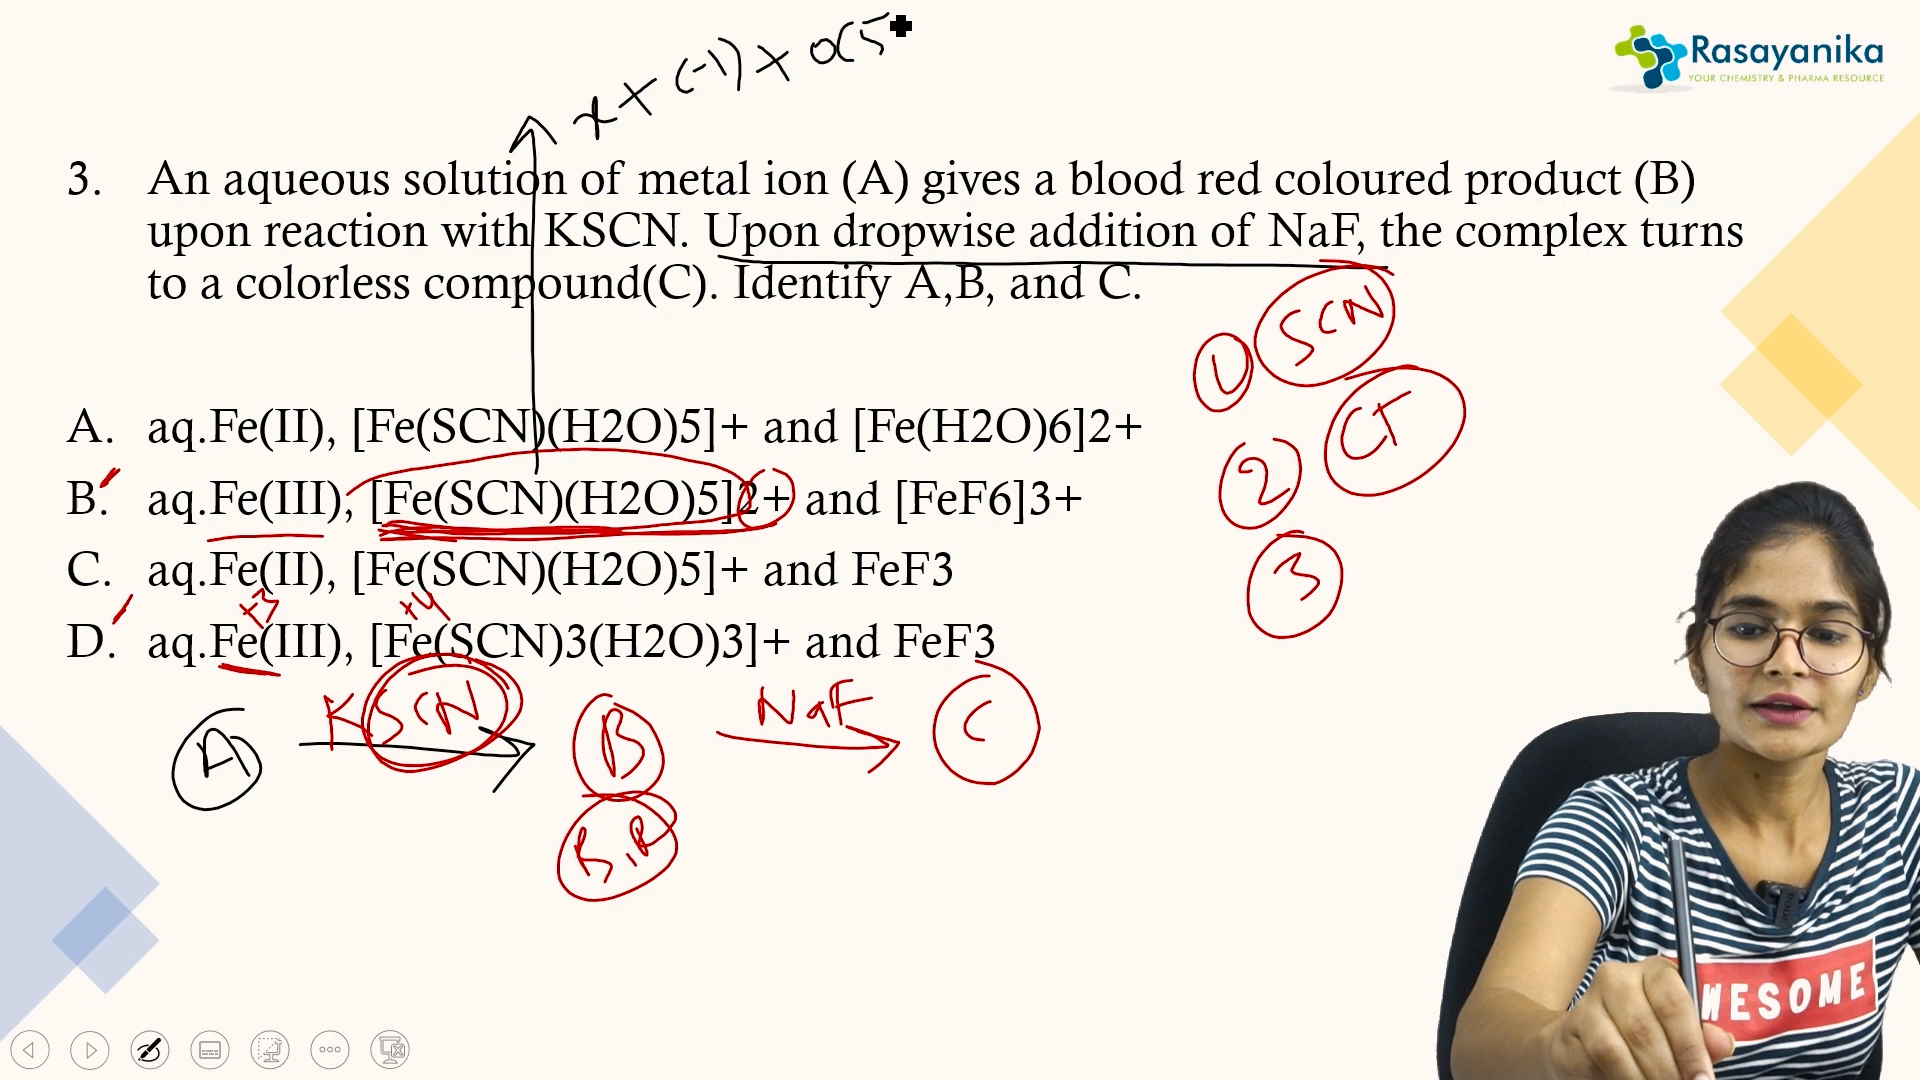 x + (-1) + 0(5
Rasayanika
YOUR CHEMISTRY & PHARMA RESOURCE
3. An aqueous solution of metal ion (A) gives a blood red coloured product (B)
upon reaction with KSCN. Upon dropwise addition of NaF, the complex turns
to a colorless compound(C). Identify A,B, and C.
1 SCN
CT
A. aq.Fe(II), [Fe(SCN)(H2O)5]+ and [Fe(H2O)6]2+
2
B. aq.Fe(III), [Fe(SCN)(H2O)5]2+ and [FeF6]3+
C. aq.Fe(II), [Fe(SCN)(H2O)5]+ and FeF3
3
+3 +4
D. aq.Fe(III), [Fe(SCN)3(H2O)3]+ and FeF3
A KSCN B NaF C
B.R
WESOME